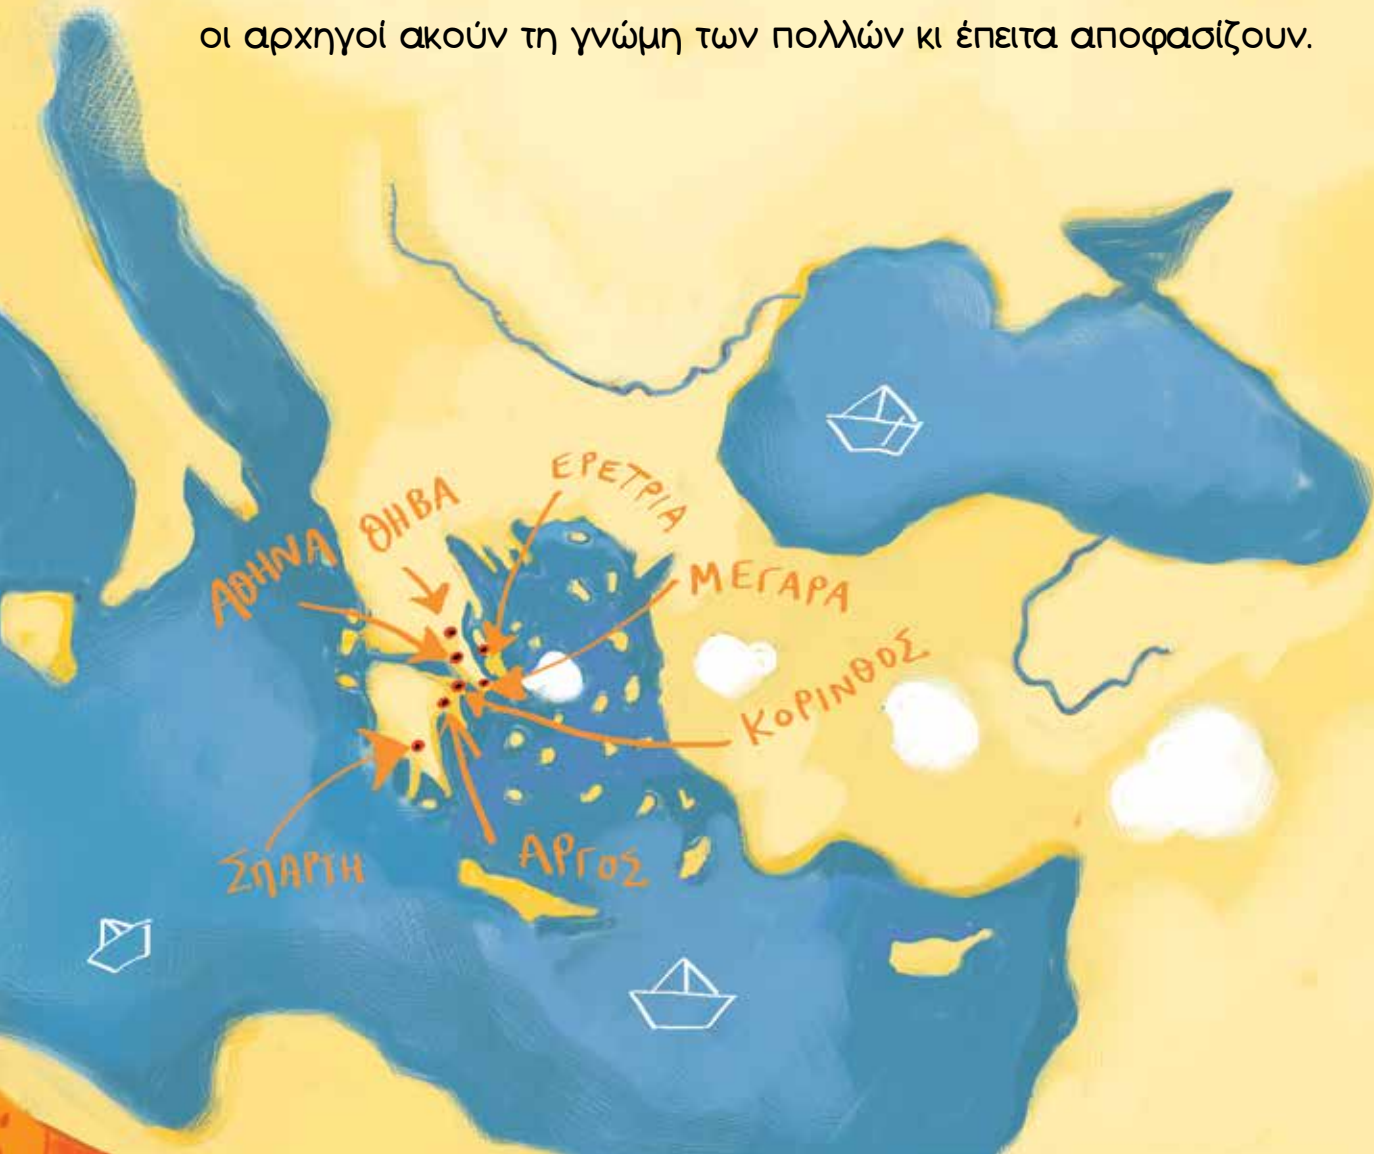 οι αρχηγοί ακούν τη γνώμη των πολλών κι έπειτα αποφασίζουν.
ΕΡΕΤΡΙΑ
ΘΗΒΑ
ΑΘΗΝΑ
ΜΕΓΑΡΑ
ΚΟΡΙΝΘΟΣ
ΣΠΑΡΤΗ
ΑΡΓΟΣ